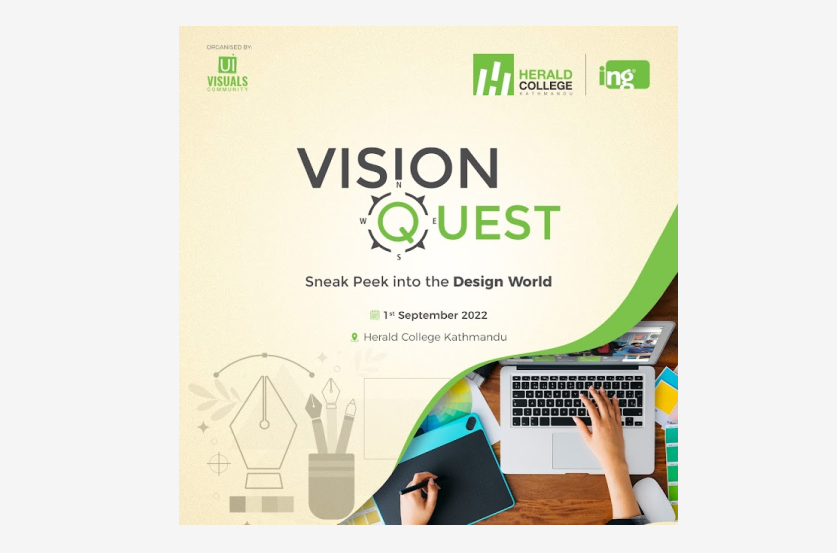 ORGANISED BY:
UI
VISUALS
COMMUNITY
HERALD
COLLEGE
KATHMANDU
ing
VISION
N
W
QUEST
E
S
Sneak Peek into the Design World
1st September 2022
Herald College Kathmandu